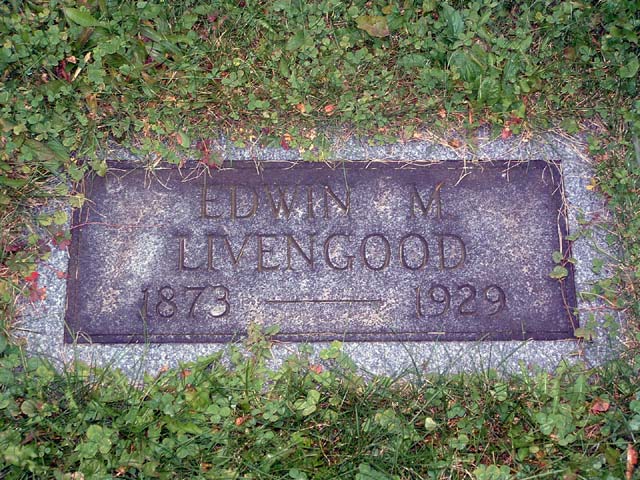 EDWIN M.
LIVENGOOD
1873 — 1929